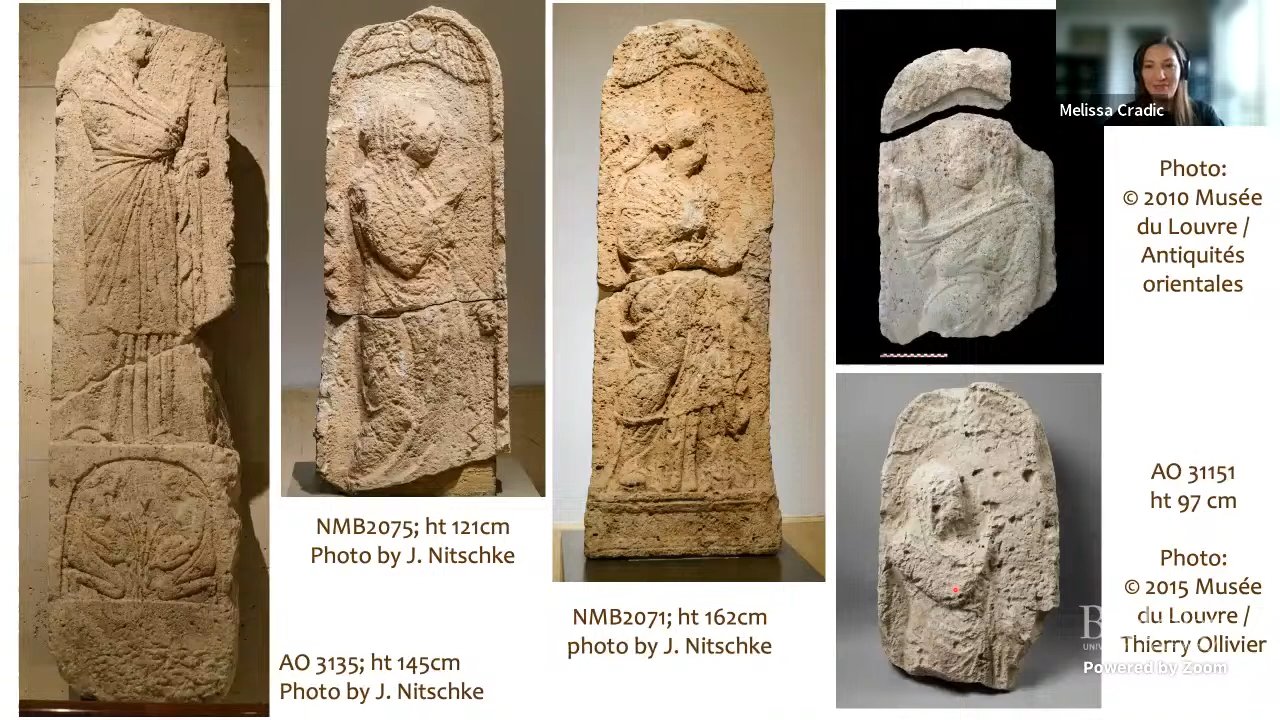 Melissa Cradic
Photo:
© 2010 Musée
du Louvre /
Antiquités
orientales
AO 31151
ht 97 cm
Photo:
© 2015 Musée
du Louvre /
Thierry Ollivier
Powered by Zoom
NMB2075; ht 121cm
Photo by J. Nitschke
NMB2071; ht 162cm
photo by J. Nitschke
AO 3135; ht 145cm
Photo by J. Nitschke